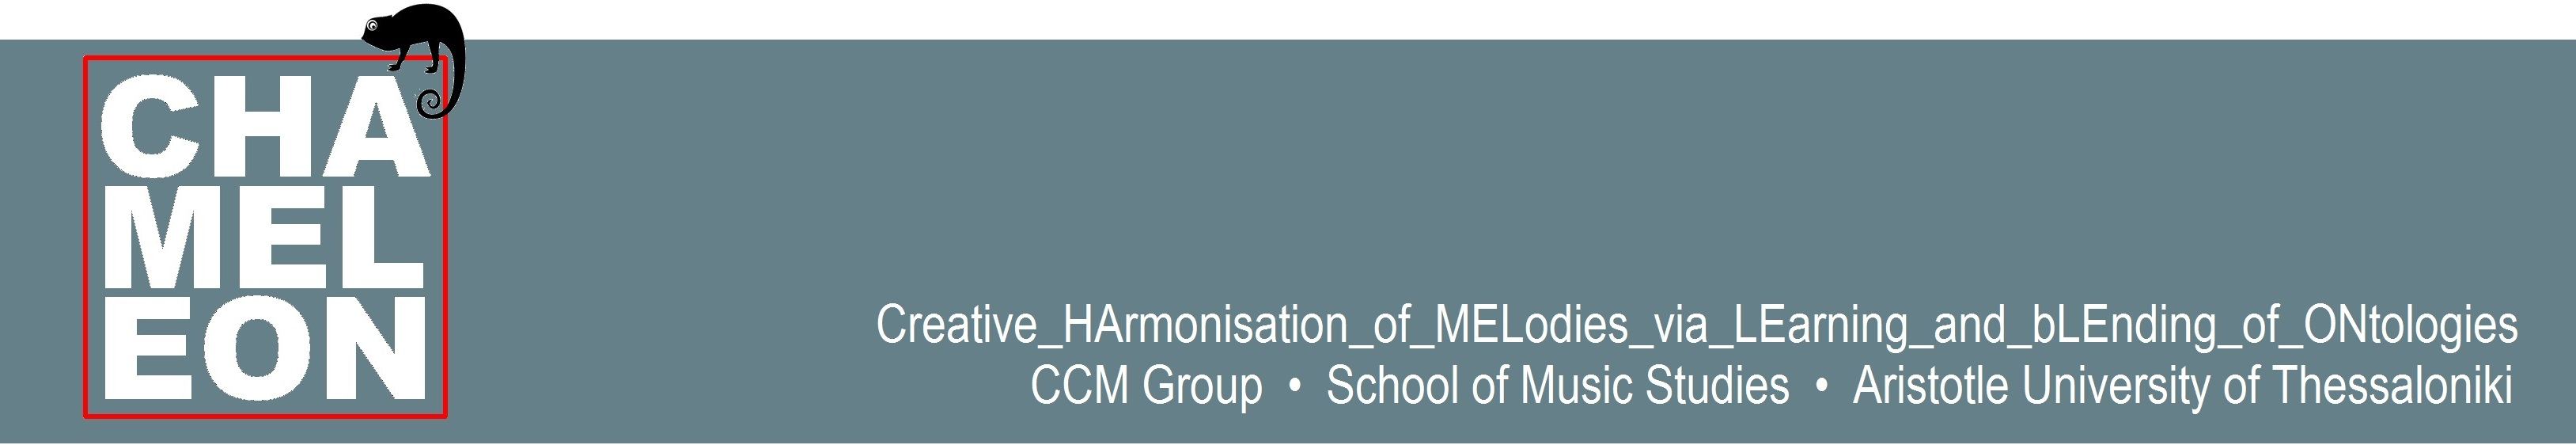 CHA
MEL
EON
Creative_HArmonisation_of_MELodies_via_LEarning_and_bLEnding_of_ONtologies
CCM Group • School of Music Studies • Aristotle University of Thessaloniki